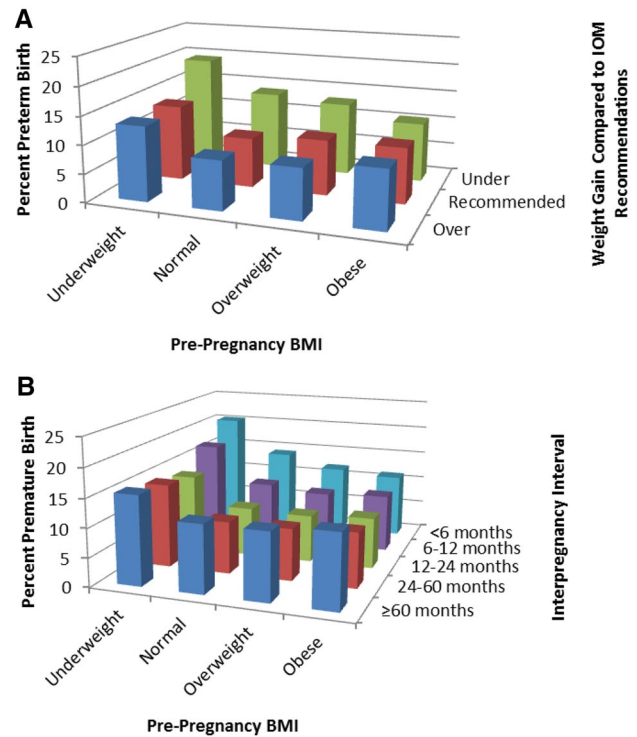 A
Percent Preterm Birth
25
20
15
10
5
0
Underweight
Normal
Overweight
Obese
Pre-Pregnancy BMI
Under
Recommended
Over
Weight Gain Compared to IOM
Recommendations
B
Percent Premature Birth
25
20
15
10
5
0
Underweight
Normal
Overweight
Obese
Pre-Pregnancy BMI
<6 months
6-12 months
12-24 months
24-60 months
≥60 months
Interpregnancy Interval